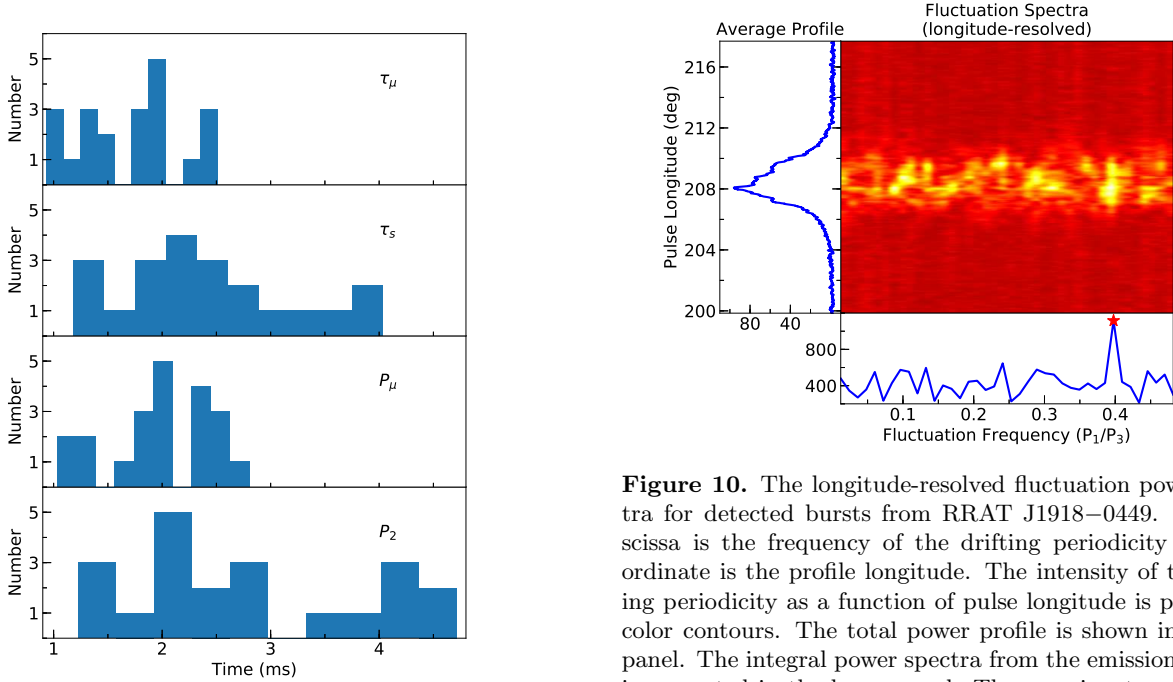 5
3
1
Number
τμ
5
3
1
Number
τs
5
3
1
Number
Pμ
5
3
1
Number
P2
1 2 3 4
Time (ms)
Average Profile
Fluctuation Spectra
(longitude-resolved)
216
212
208
204
200
Pulse Longitude (deg)
80 40
800
400
0.1 0.2 0.3 0.4
Fluctuation Frequency (P1/P3)
Figure 10. The longitude-resolved fluctuation pow
tra for detected bursts from RRAT J1918−0449.
scissa is the frequency of the drifting periodicity
ordinate is the profile longitude. The intensity of t
ing periodicity as a function of pulse longitude is p
color contours. The total power profile is shown in
panel. The integral power spectra from the emission